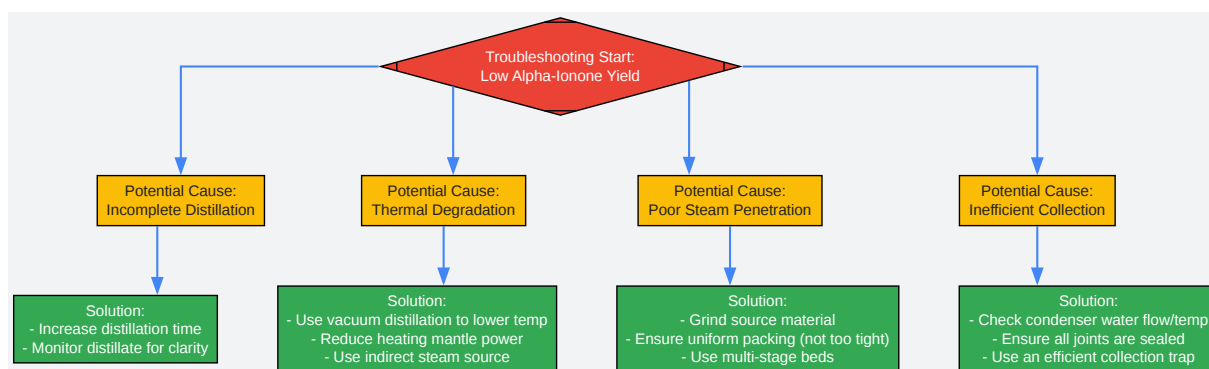 Troubleshooting Start:
Low Alpha-Ionone Yield
Potential Cause:
Incomplete Distillation
Potential Cause:
Thermal Degradation
Potential Cause:
Poor Steam Penetration
Potential Cause:
Inefficient Collection
Solution:
- Increase distillation time
- Monitor distillate for clarity
Solution:
- Use vacuum distillation to lower temp
- Reduce heating mantle power
- Use indirect steam source
Solution:
- Grind source material
- Ensure uniform packing (not too tight)
- Use multi-stage beds
Solution:
- Check condenser water flow/temp
- Ensure all joints are sealed
- Use an efficient collection trap